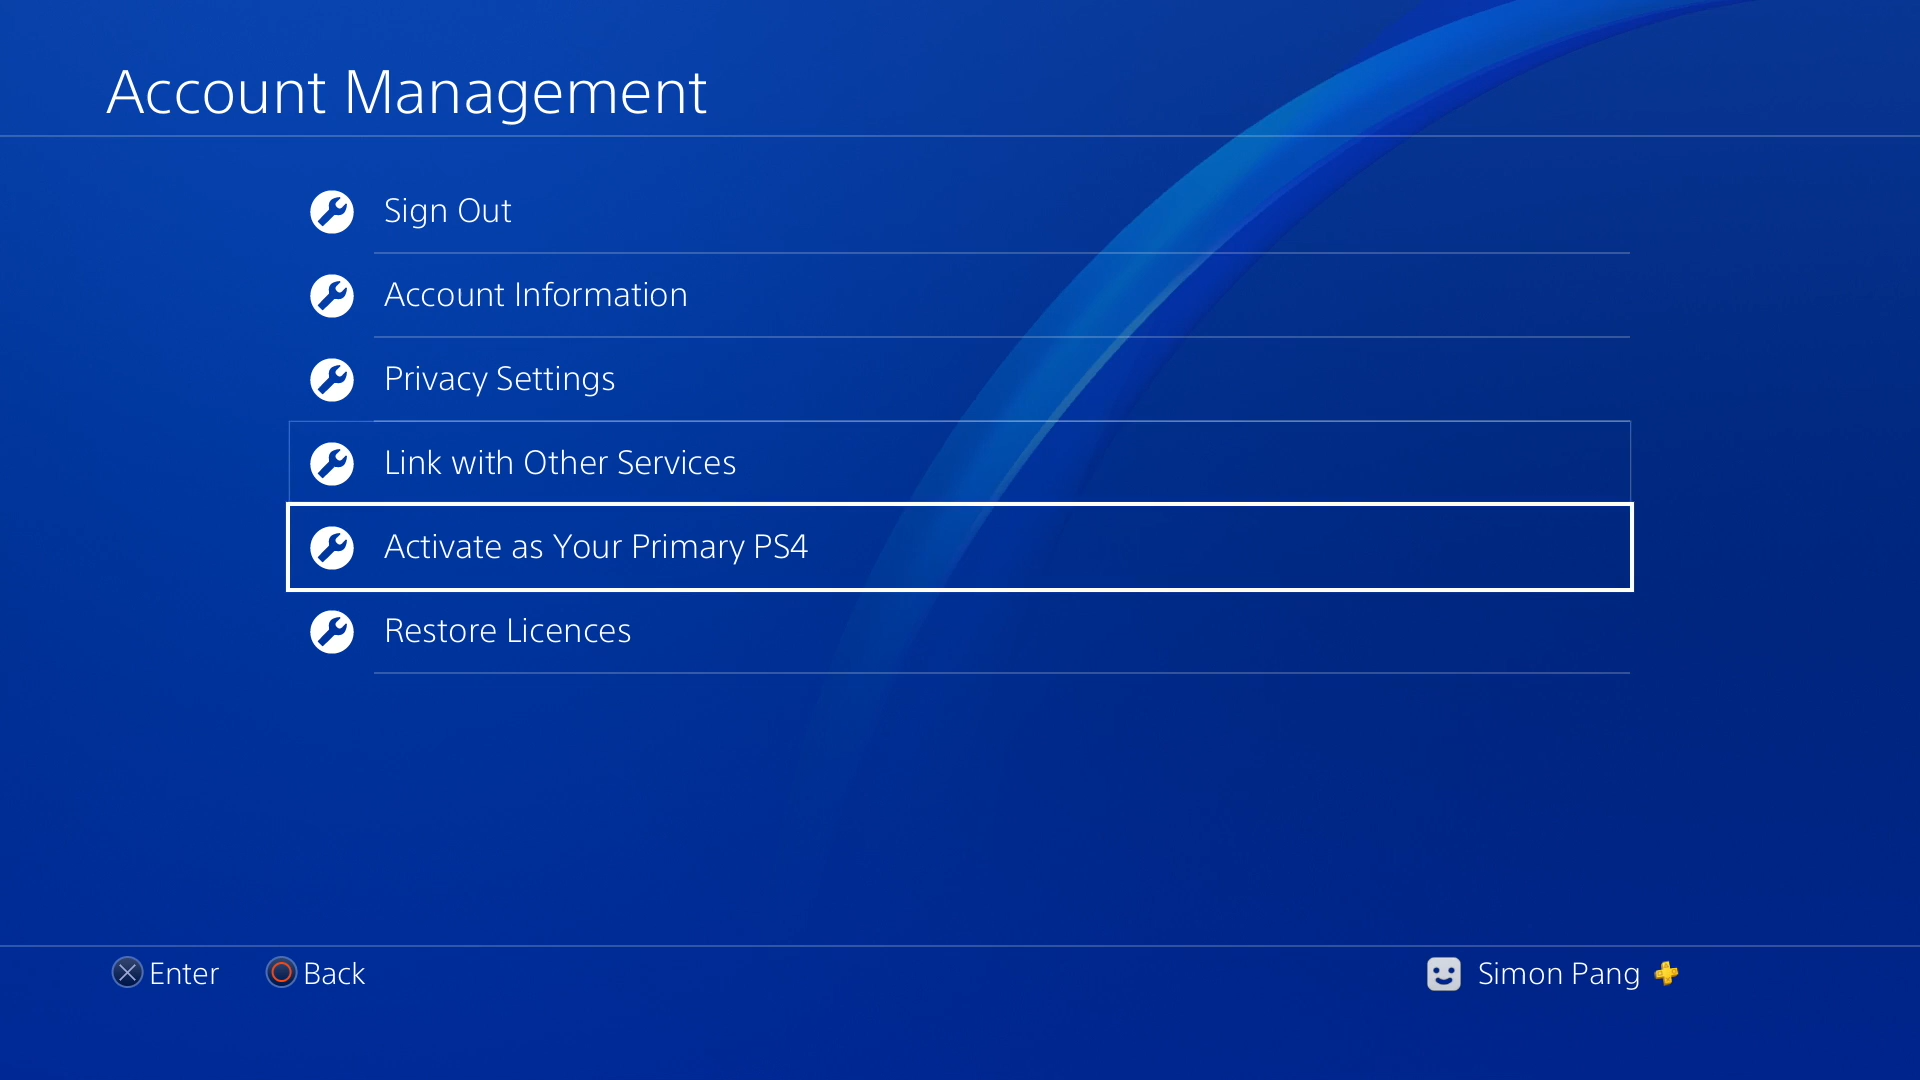 Account Management
Sign Out
Account Information
Privacy Settings
Link with Other Services
Activate as Your Primary PS4
Restore Licences
Enter
Back
Simon Pang